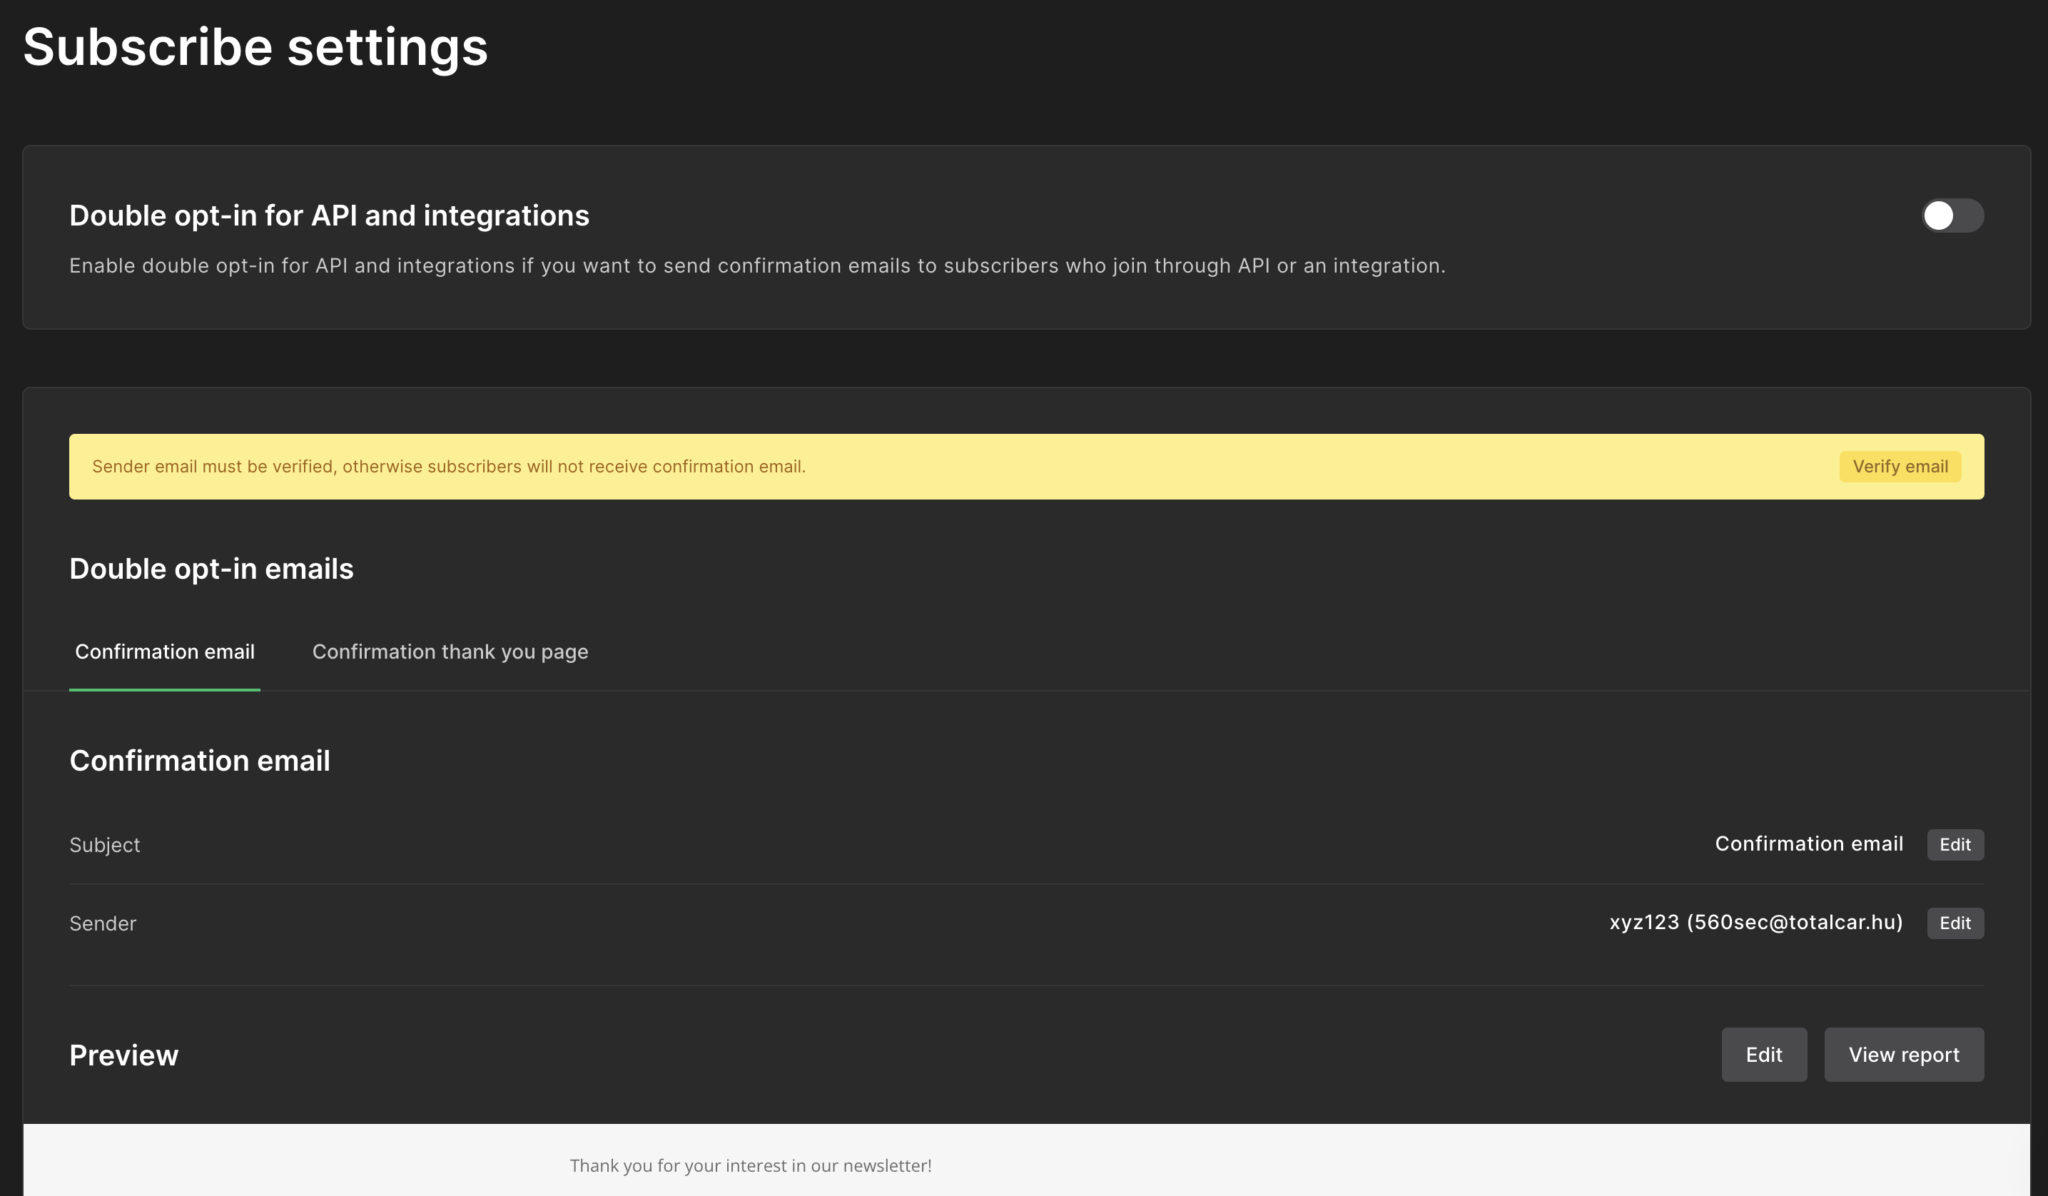 Subscribe settings
Double opt-in for API and integrations
Enable double opt-in for API and integrations if you want to send confirmation emails to subscribers who join through API or an integration.
Sender email must be verified, otherwise subscribers will not receive confirmation email.
Verify email
Double opt-in emails
Confirmation email
Confirmation thank you page
Confirmation email
Subject
Confirmation email
Edit
Sender
xyz123 (560sec@totalcar.hu)
Edit
Preview
Edit
View report
Thank you for your interest in our newsletter!